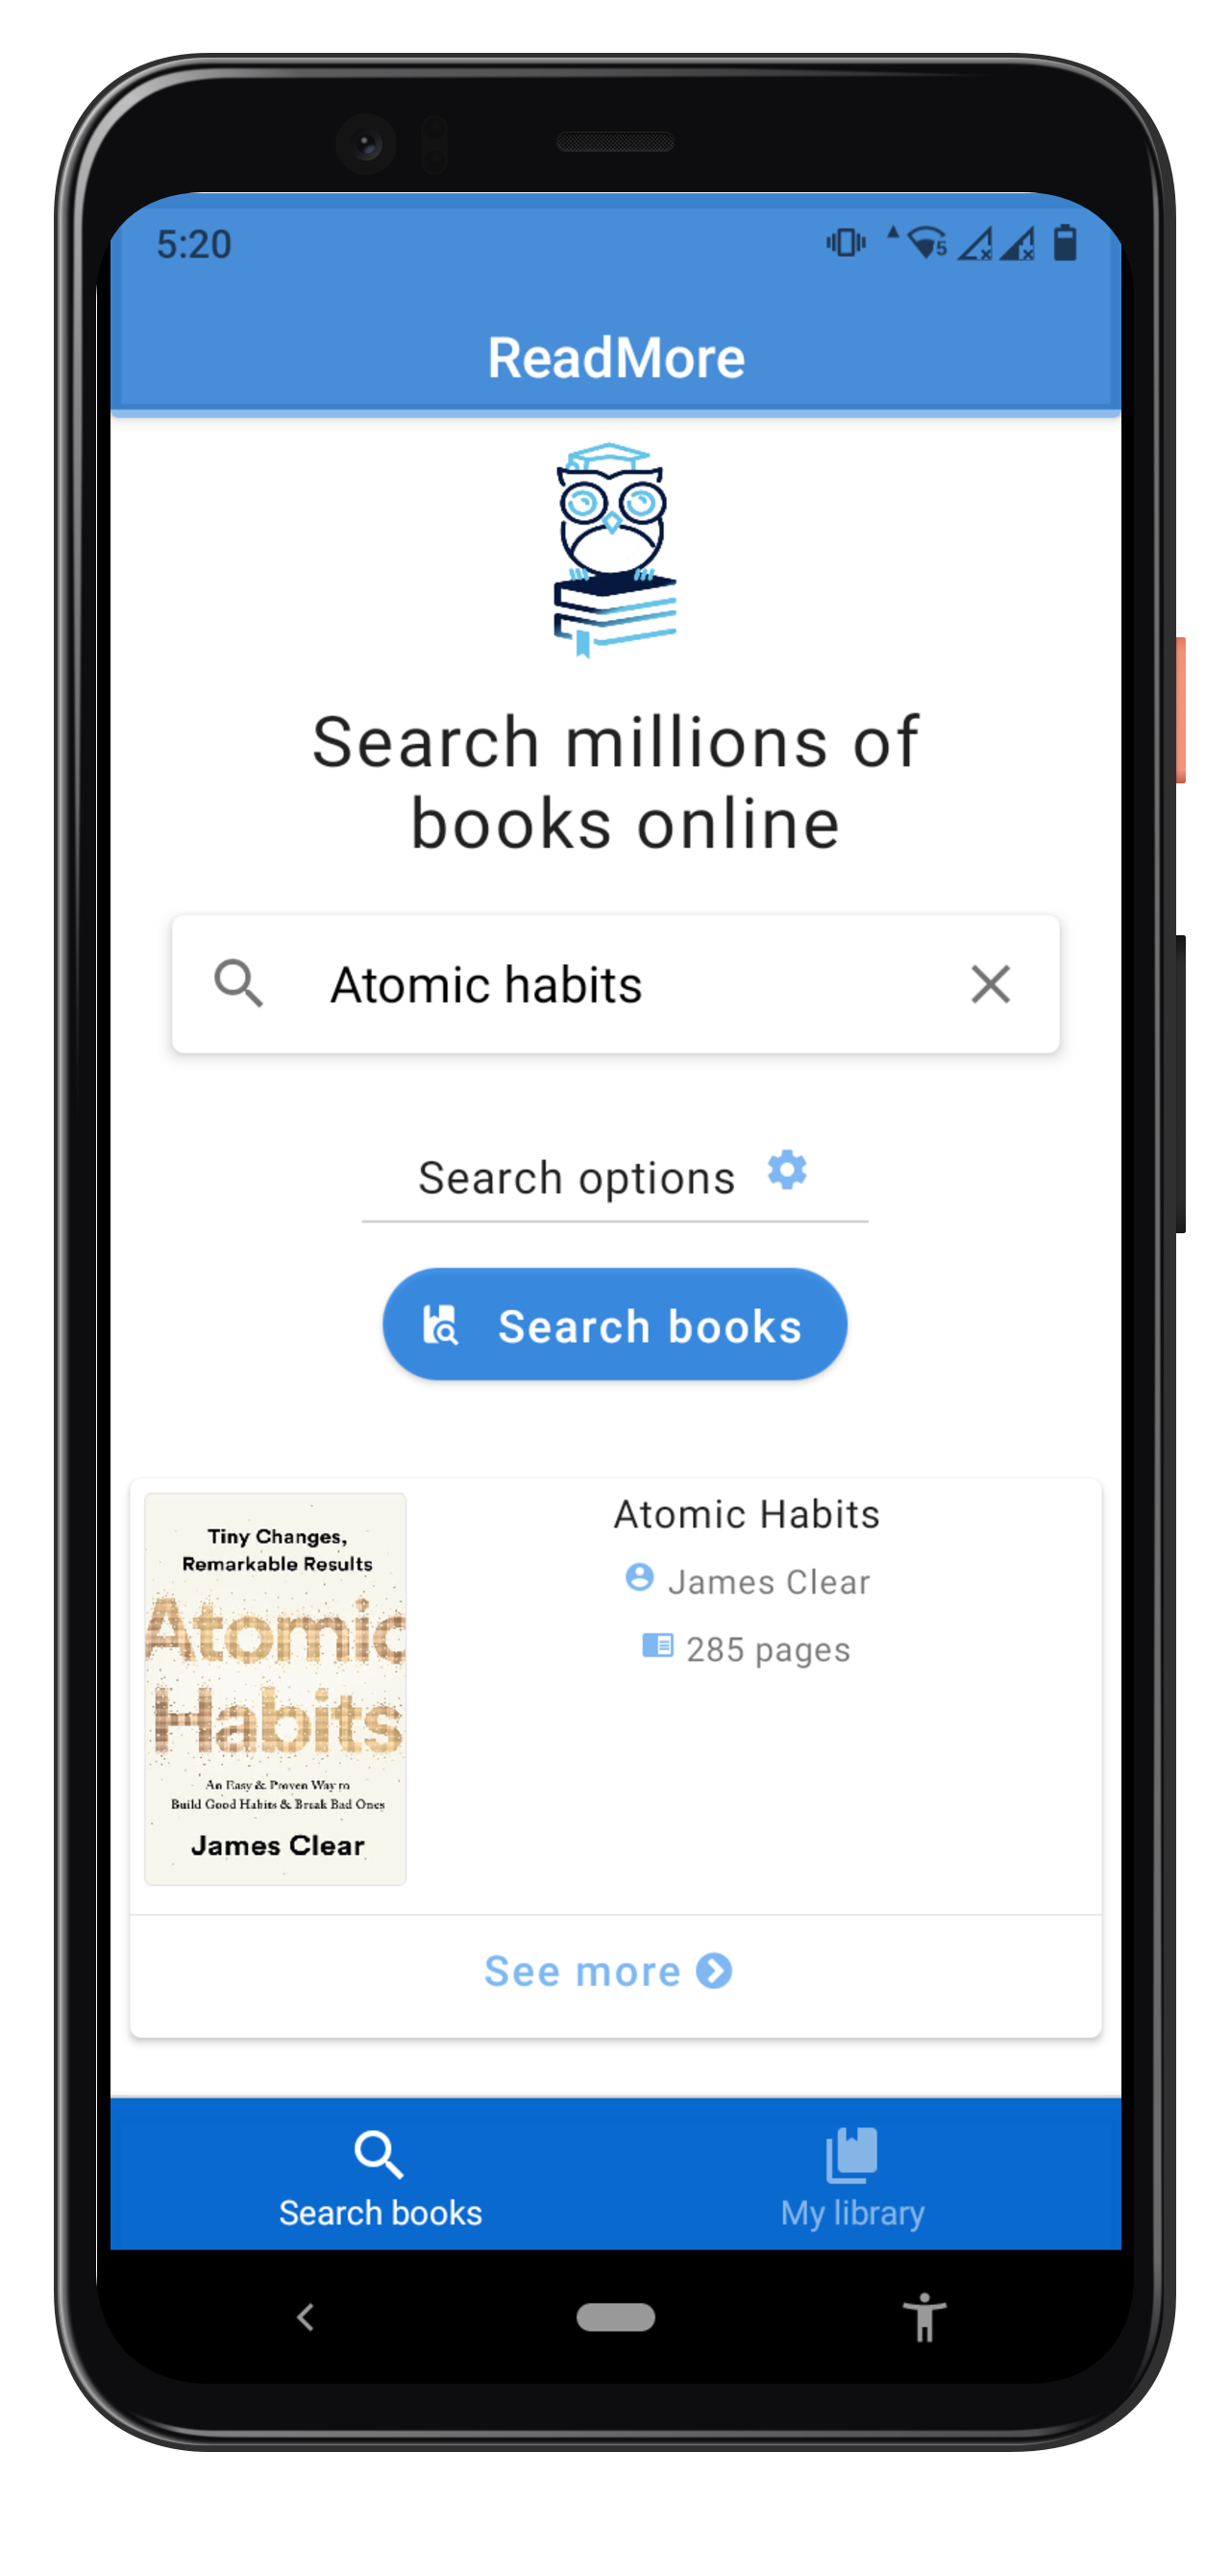 5:20
5
ReadMore
Search millions of
books online
Atomic habits
Search options
Search books
Tiny Changes,
Remarkable Results
Atomic
Habits
An Easy & Proven Way to
Build Good Habits & Break Bad Ones
James Clear
Atomic Habits
James Clear
285 pages
See more
Search books
My library